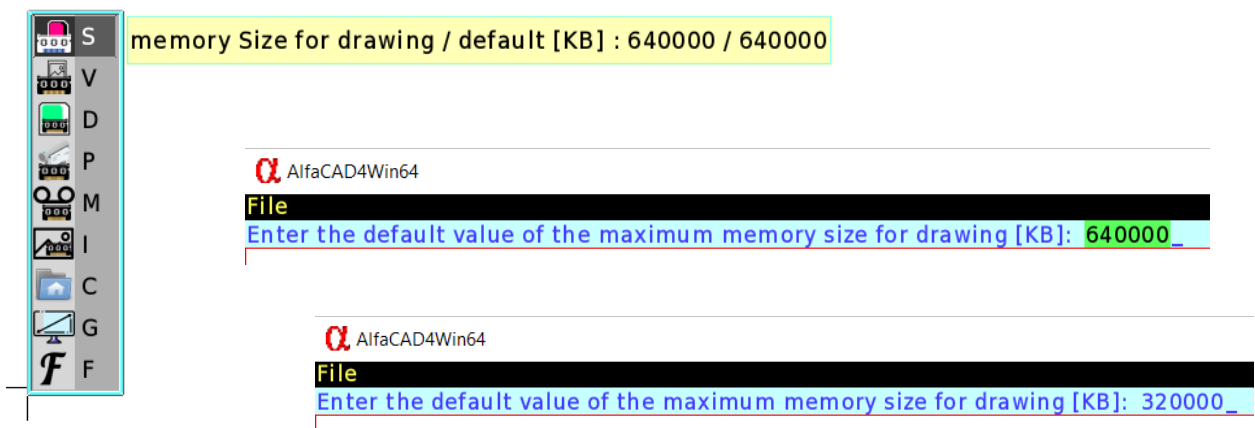 S
memory Size for drawing / default [KB] : 640000 / 640000
V
D
P
M
I
C
G
F
AlfaCAD4Win64
File
Enter the default value of the maximum memory size for drawing [KB]: 640000_
AlfaCAD4Win64
File
Enter the default value of the maximum memory size for drawing [KB]: 320000_